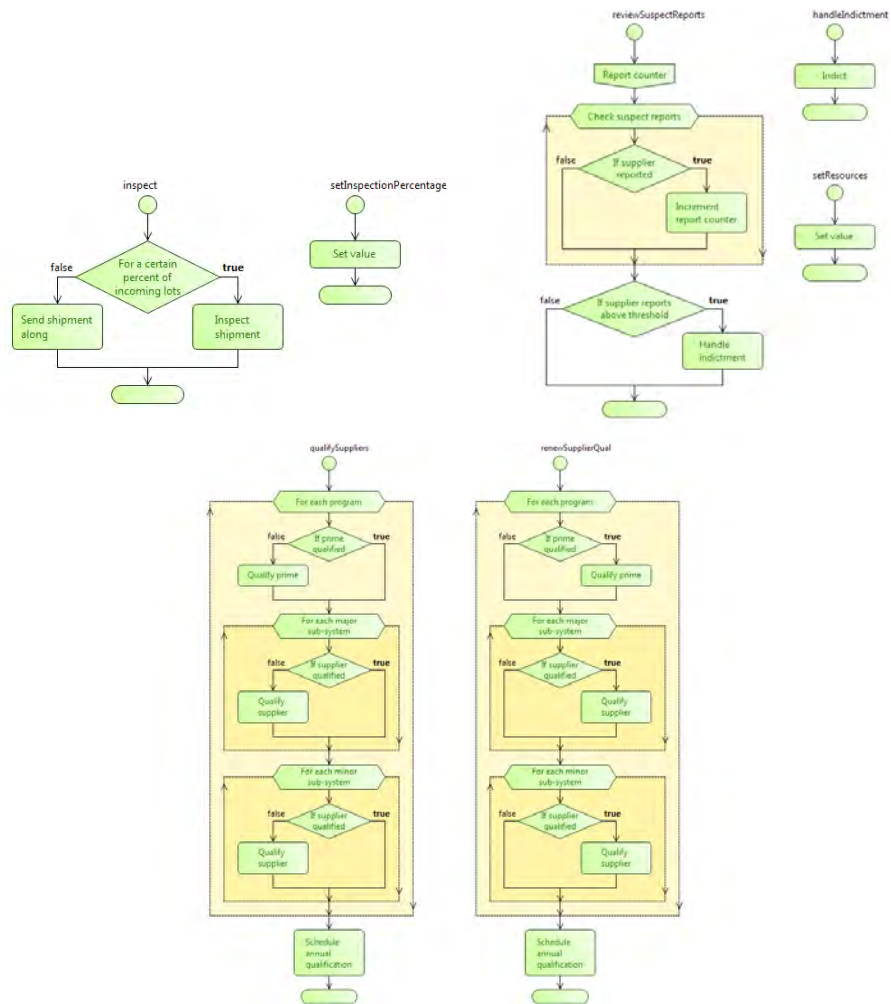 reviewSuspectReports
Report counter
Check suspect reports
false
If supplier
reported
true
Increment
report counter
false
If supplier reports
above threshold
true
Handle
indictment
handleIndictment
Indict
setResources
Set value
inspect
false
For a certain
percent of
incoming lots
true
Send shipment
along
Inspect
shipment
setInspectionPercentage
Set value
qualifySuppliers
For each program
false
If prime
qualified
true
Qualify prime
For each major
sub-system
false
If supplier
qualified
true
Qualify
supplier
For each minor
sub-system
false
If supplier
qualified
true
Qualify
supplier
Schedule
annual
qualification
renewSupplierQual
For each program
false
If prime
qualified
true
Qualify prime
For each major
sub-system
false
If supplier
qualified
true
Qualify
supplier
For each minor
sub-system
false
If supplier
qualified
true
Qualify
supplier
Schedule
annual
qualification